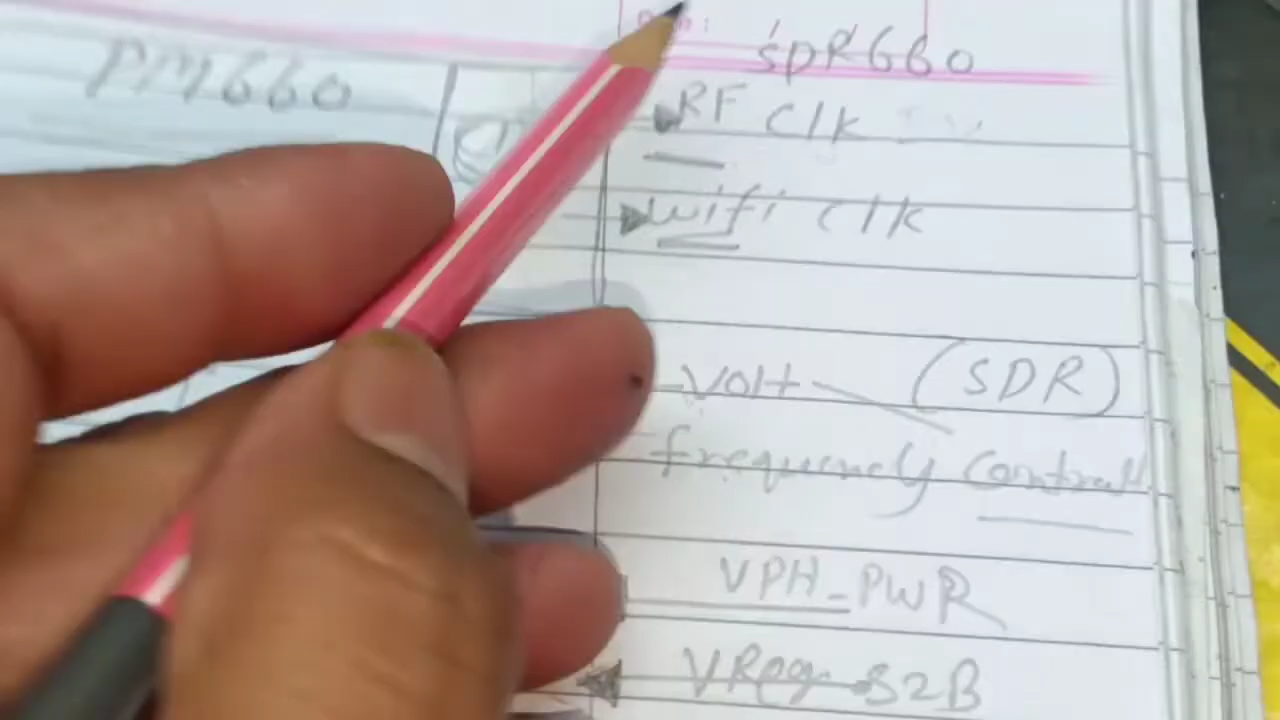 SDR660
PM660
RF Clk
wifi Clk
Volt (SDR)
frequency Control
VPH_PWR
VReg-S2B